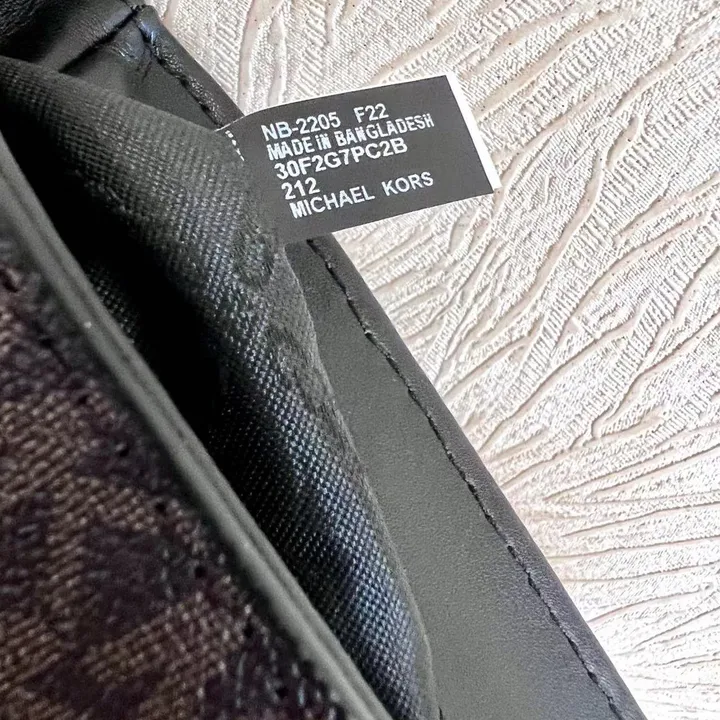 NB-2205 F22
MADE IN BANGLADESH
30F2G7PC2B
212
MICHAEL KORS